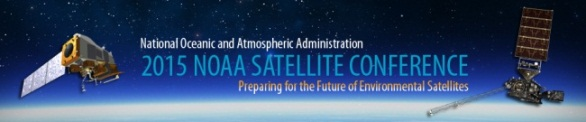 National Oceanic and Atmospheric Administration
2015 NOAA SATELLITE CONFERENCE
Preparing for the Future of Environmental Satellites